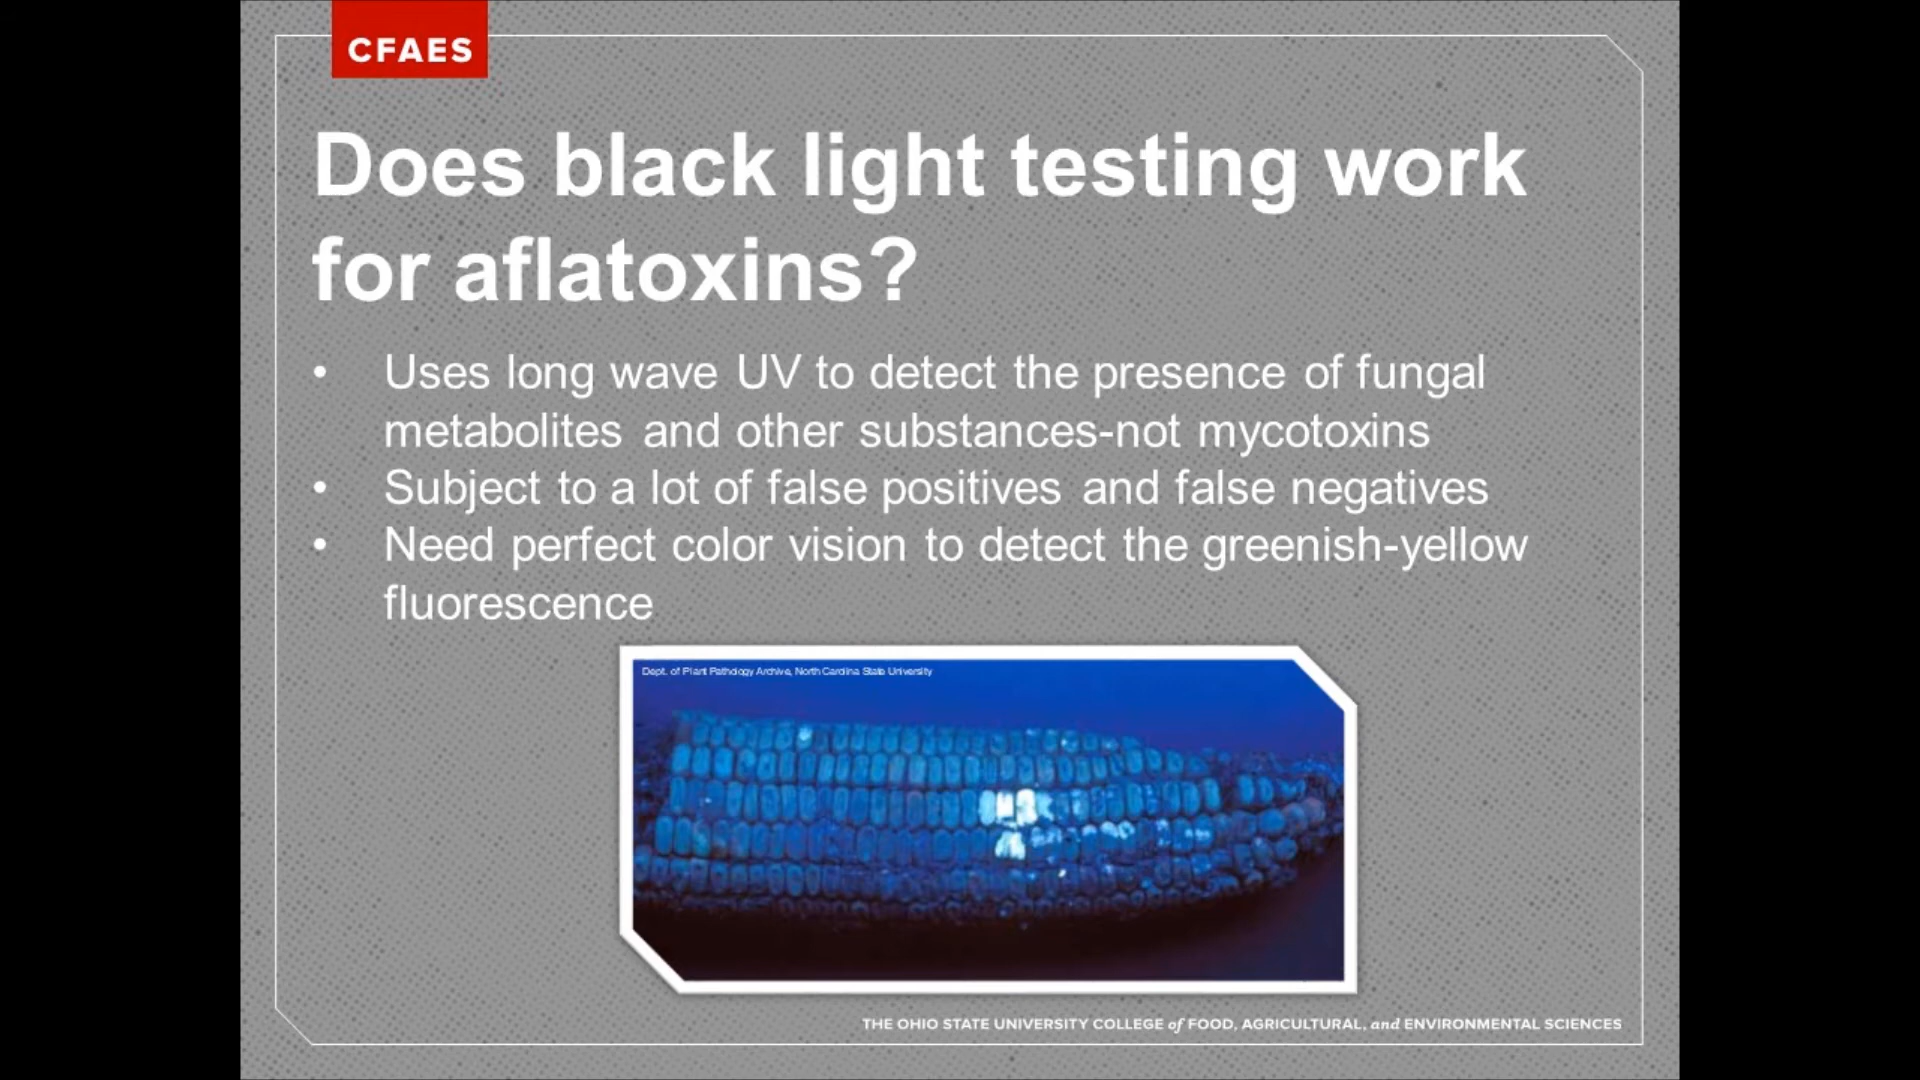 CFAES
Does black light testing work
for aflatoxins?
• Uses long wave UV to detect the presence of fungal
metabolites and other substances-not mycotoxins
• Subject to a lot of false positives and false negatives
• Need perfect color vision to detect the greenish-yellow
fluorescence
Dept. of Plant Pathology Archive, North Carolina State University
THE OHIO STATE UNIVERSITY COLLEGE of FOOD, AGRICULTURAL, and ENVIRONMENTAL SCIENCES